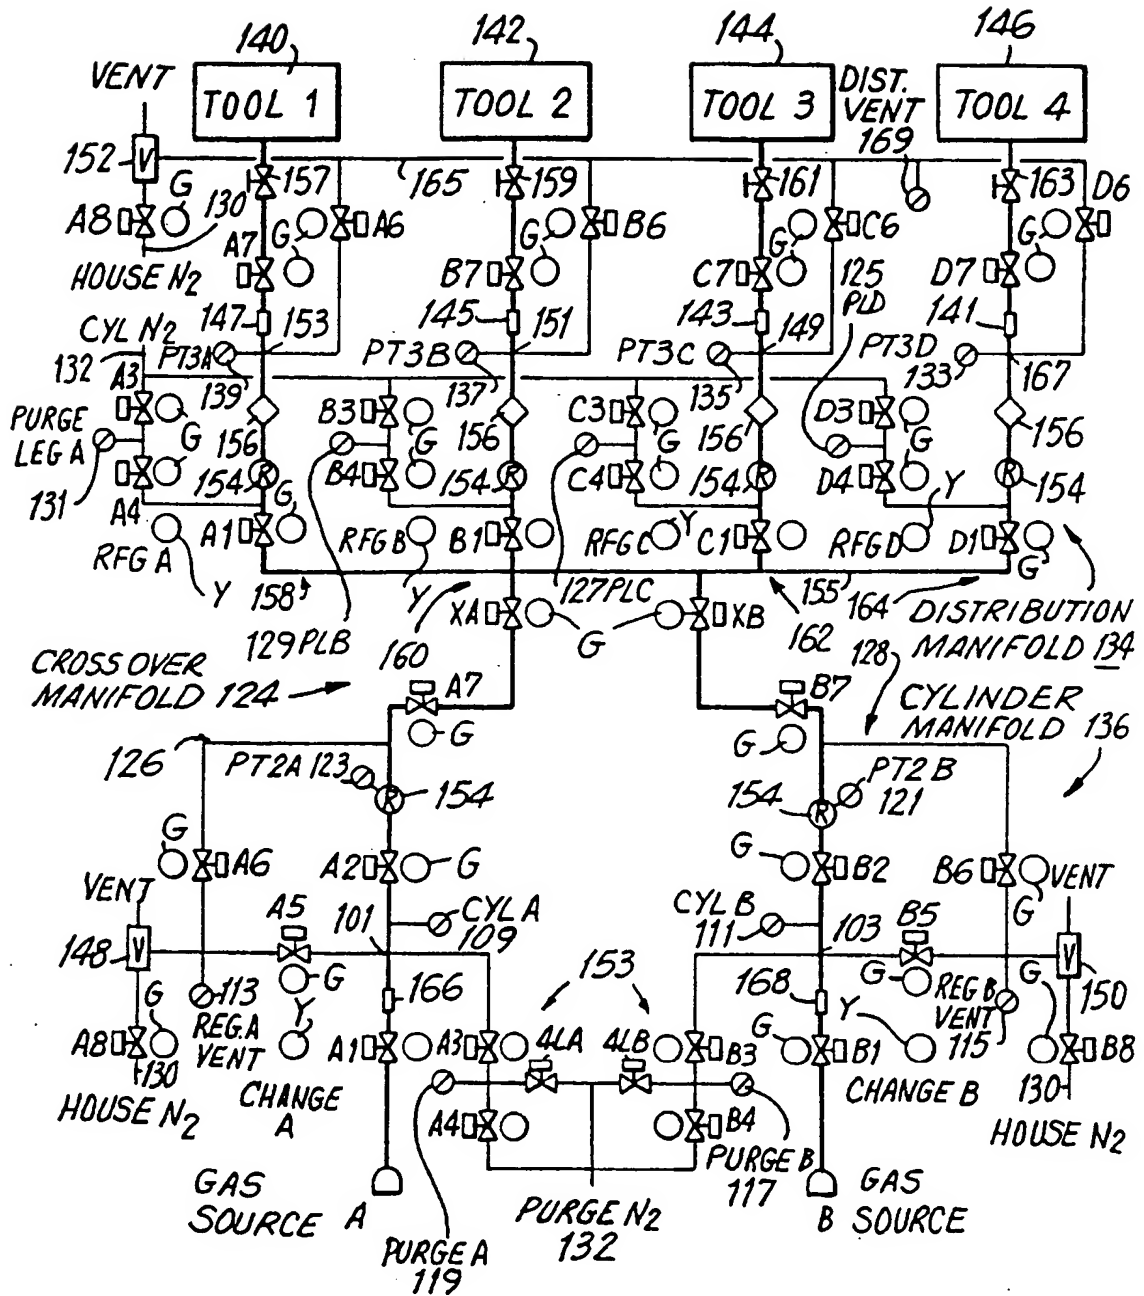 140 142 144 146
VENT TOOL 1 TOOL 2 TOOL 3 DIST. VENT 169 TOOL 4
152 V 157 165 159 161 163 D6
A8 G 130 A7 G A6 G B6 G C6 G
HOUSE N2 B7 C7 125 D7
CYL N2 147 153 145 151 143 149 PLD 141
132 PT3A PT3B PT3C PT3D
A3 139 B3 137 C3 135 D3 133 167
PURGE LEG A G 156 G 156 G 156 G 156
131 A4 154 R G B4 154 R C4 154 R D4 Y R 154
RFG A A1 RFG B B1 RFG C Y C1 RFG D D1 G
Y 158 Y 127 PLC 155 164
129 PLB 160 XA G XB 162 DISTRIBUTION MANIFOLD 134
CROSS OVER MANIFOLD 124 A7 B7 128 CYLINDER MANIFOLD 136
126 G G
PT2A 123 R 154 154 R PT2B 121
G A6 A2 G G B2 B6 G
VENT A5 101 CYL A 109 CYL B 111 103 B5 VENT
148 V G 153 G V 150
G 113 REG. A VENT Y 166 168 Y REG B VENT 115 G
A8 A1 A3 4LA 4LB B3 G B1 B8
130 CHANGE A CHANGE B 130
HOUSE N2 A4 B4 HOUSE N2
GAS SOURCE A PURGE N2 132 PURGE B 117 B GAS SOURCE
PURGE A 119